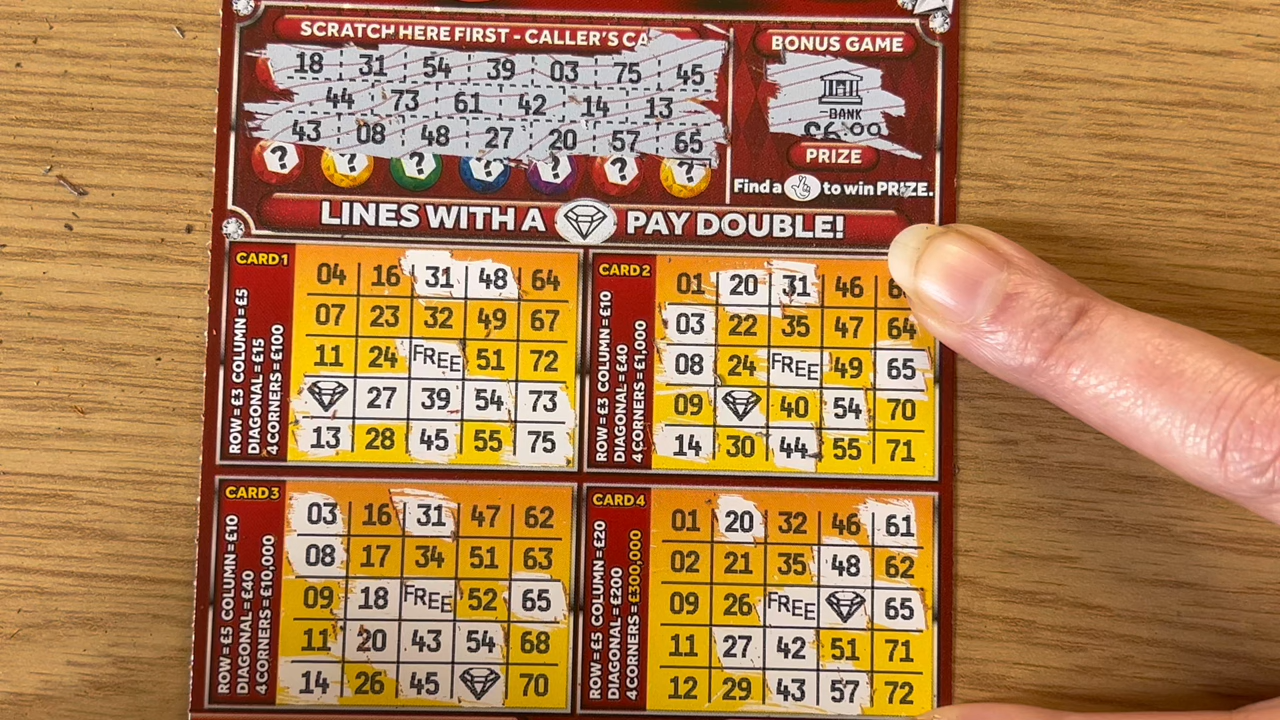 SCRATCH HERE FIRST - CALLER'S CA
18 31 54 39 03 75 45
44 73 61 42 14 13
43 08 48 27 20 57 65
? ? ? ? ? ? ?
BONUS GAME
BANK
£6.00
PRIZE
Find a to win PRIZE.
LINES WITH A PAY DOUBLE!
CARD 1
ROW = £3 COLUMN = £5
DIAGONAL = £15
4 CORNERS = £100
04 16 31 48 64
07 23 32 49 67
11 24 FREE 51 72
27 39 54 73
13 28 45 55 75
CARD 2
ROW = £3 COLUMN = £10
DIAGONAL = £40
4 CORNERS = £1,000
01 20 31 46
03 22 35 47 64
08 24 FREE 49 65
09 40 54 70
14 30 44 55 71
CARD 3
ROW = £5 COLUMN = £10
DIAGONAL = £40
4 CORNERS = £10,000
03 16 31 47 62
08 17 34 51 63
09 18 FREE 52 65
11 20 43 54 68
14 26 45 70
CARD 4
ROW = £5 COLUMN = £20
DIAGONAL = £200
4 CORNERS = £300,000
01 20 32 46 61
02 21 35 48 62
09 26 FREE 65
11 27 42 51 71
12 29 43 57 72